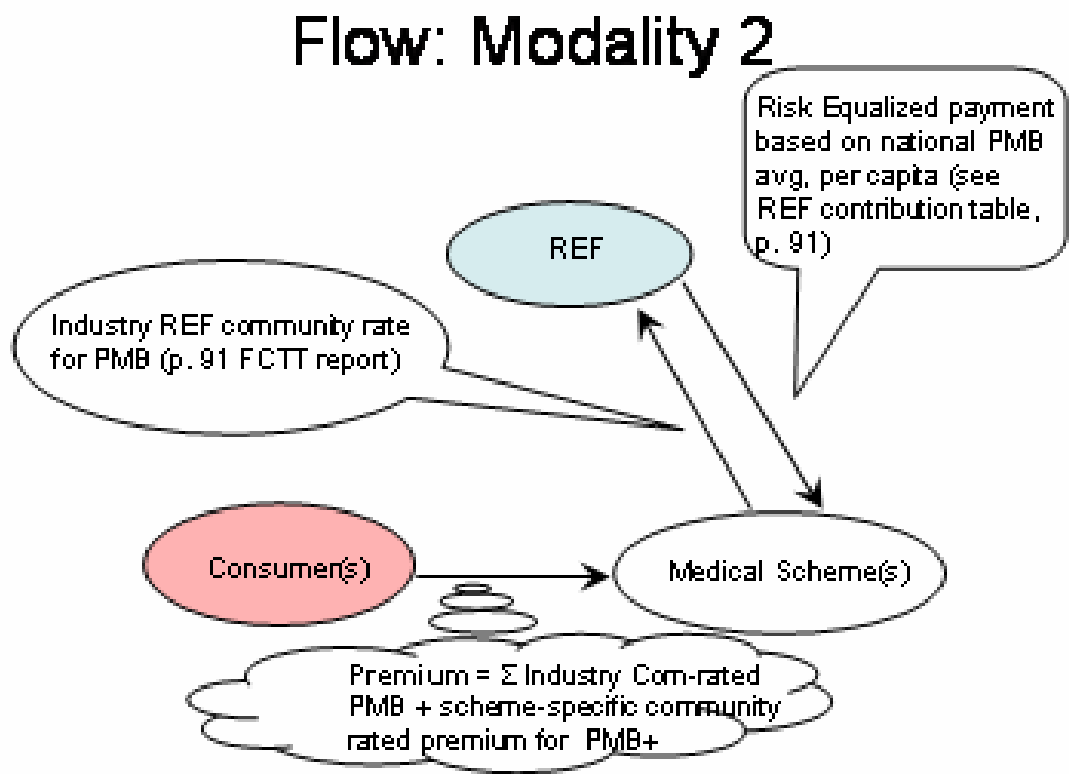 Flow: Modality 2
Risk Equalized payment
based on national PMB
avg, per capita (see
REF contribution table,
p. 91)
REF
Industry REF community rate
for PMB (p. 91 FCTT report)
Consumer(s)
Medical Scheme(s)
Premium = Σ Industry Com-rated
PMB + scheme-specific community
rated premium for PMB+